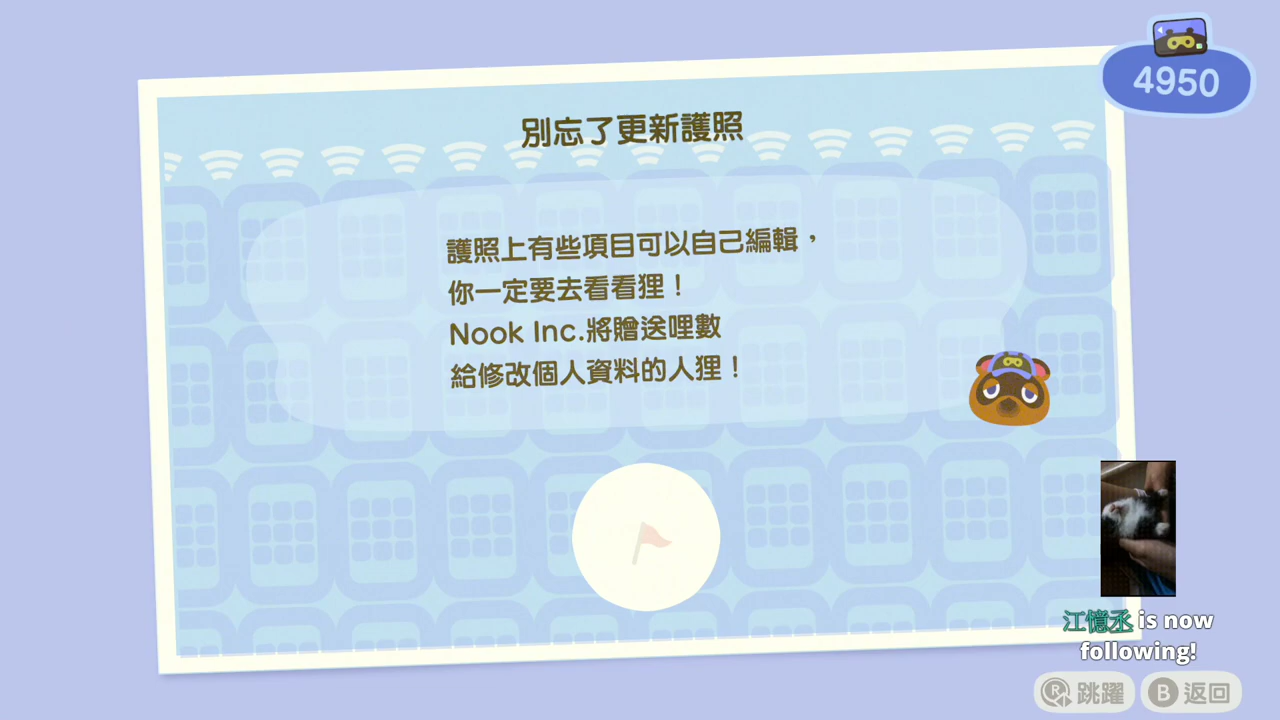 4950
別忘了更新護照
護照上有些項目可以自己編輯，
你一定要去看看狸！
Nook Inc.將贈送哩數
給修改個人資料的人狸！
江憶丞 is now
following!
R 跳躍 B 返回